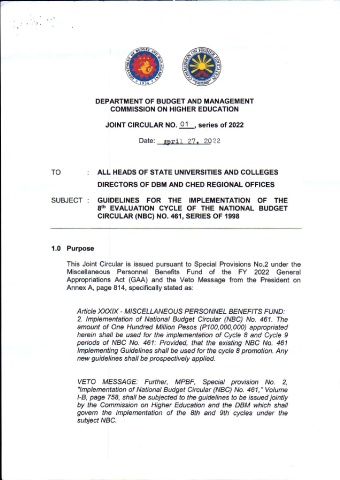 DEPARTMENT OF BUDGET AND MANAGEMENT
COMMISSION ON HIGHER EDUCATION
JOINT CIRCULAR NO. 01 , series of 2022
Date: april 27, 2022
TO : ALL HEADS OF STATE UNIVERSITIES AND COLLEGES
DIRECTORS OF DBM AND CHED REGIONAL OFFICES
SUBJECT : GUIDELINES FOR THE IMPLEMENTATION OF THE
8th EVALUATION CYCLE OF THE NATIONAL BUDGET
CIRCULAR (NBC) NO. 461, SERIES OF 1998
1.0 Purpose
This Joint Circular is issued pursuant to Special Provisions No.2 under the
Miscellaneous Personnel Benefits Fund of the FY 2022 General
Appropriations Act (GAA) and the Veto Message from the President on
Annex A, page 814, specifically stated as:
Article XXXIX - MISCELLANEOUS PERSONNEL BENEFITS FUND:
2. Implementation of National Budget Circular (NBC) No. 461. The
amount of One Hundred Million Pesos (P100,000,000) appropriated
herein shall be used for the implementation of Cycle 8 and Cycle 9
periods of NBC No. 461: Provided, that the existing NBC No. 461
Implementing Guidelines shall be used for the cycle 8 promotion. Any
new guidelines shall be prospectively applied.
VETO MESSAGE: Further, MPBF, Special provision No. 2,
"Implementation of National Budget Circular (NBC) No. 461," Volume
I-B, page 758, shall be subjected to the guidelines to be issued jointly
by the Commission on Higher Education and the DBM which shall
govern the implementation of the 8th and 9th cycles under the
subject NBC.